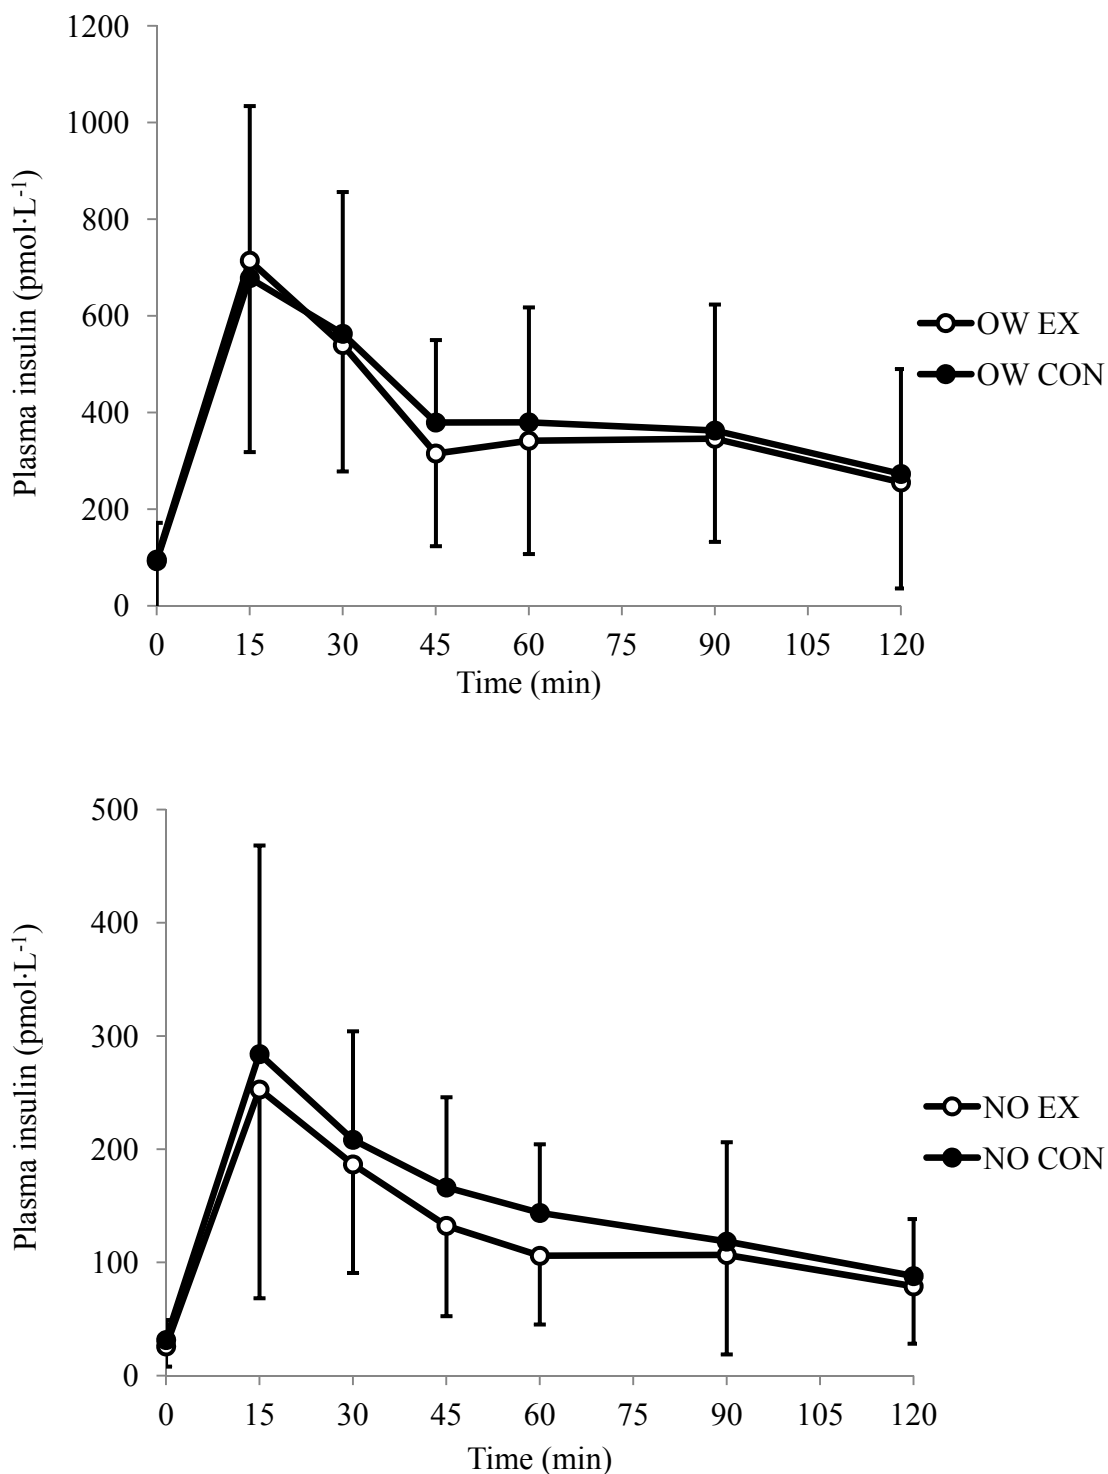 1200
1000
800
600
400
200
0
Plasma insulin (pmol·L⁻¹)
0 15 30 45 60 75 90 105 120
Time (min)
OW EX
OW CON
500
400
300
200
100
0
Plasma insulin (pmol·L⁻¹)
0 15 30 45 60 75 90 105 120
Time (min)
NO EX
NO CON